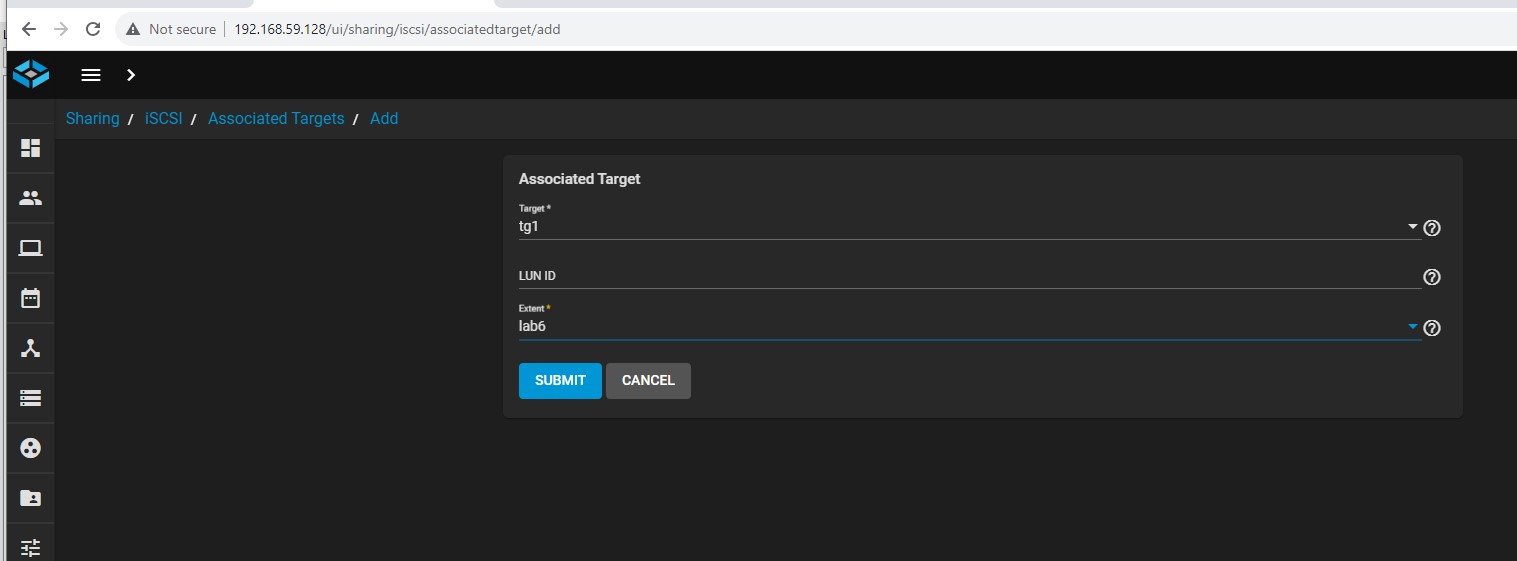 Not secure 192.168.59.128/ui/sharing/iscsi/associatedtarget/add
Sharing / iSCSI / Associated Targets / Add
Associated Target
Target *
tg1
LUN ID
Extent *
lab6
SUBMIT CANCEL